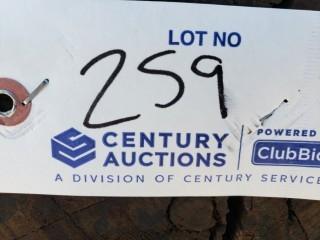 LOT NO
259
CENTURY
AUCTIONS
POWERED
ClubBid
A DIVISION OF CENTURY SERVICE